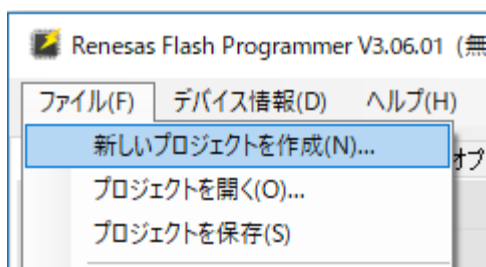 Renesas Flash Programmer V3.06.01 (無
ファイル(F) デバイス情報(D) ヘルプ(H)
新しいプロジェクトを作成(N)...
オプ
プロジェクトを開く(O)...
プロジェクトを保存(S)